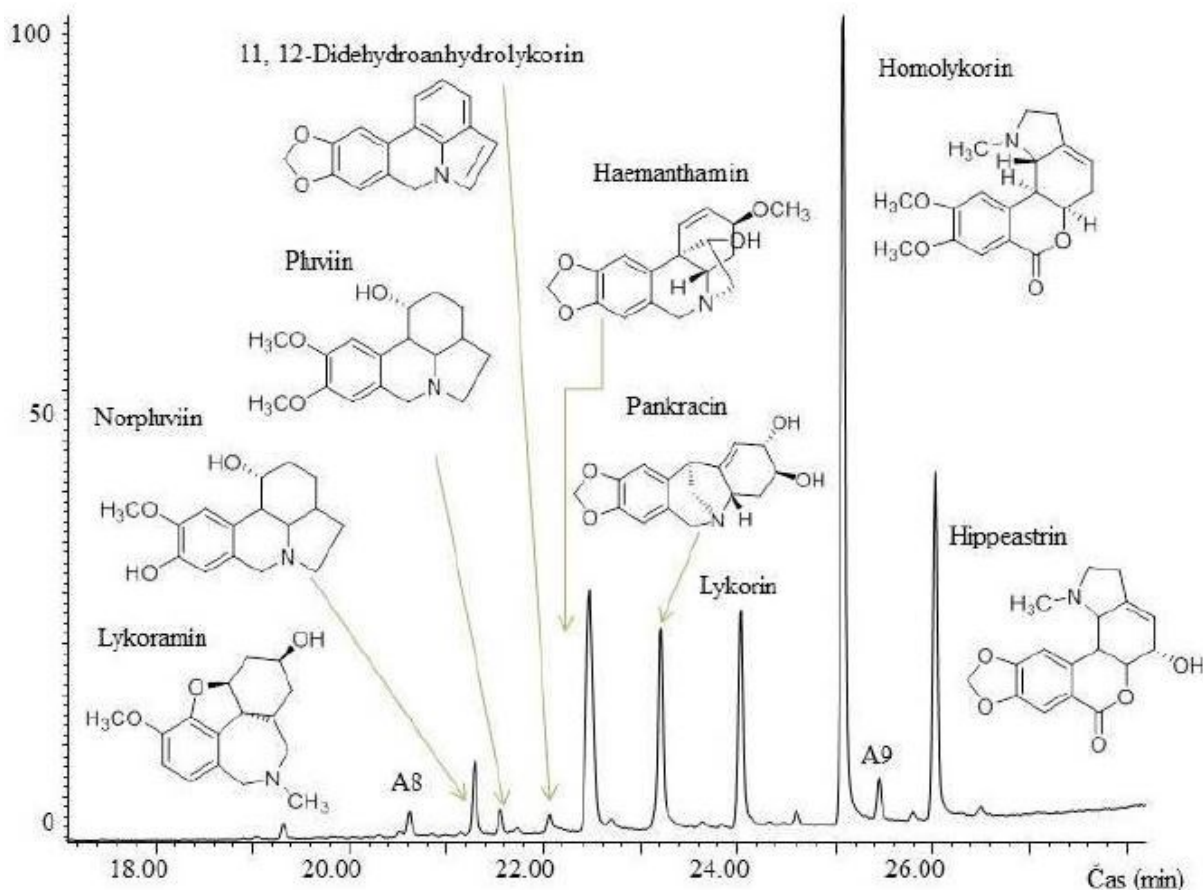 100
11, 12-Didehydroanhydrolykorin
Homolykorin
Haemanthamin
H₃C
N
H
H
H₃CO
H₃CO
O
O
O
O
N
Pluviin
HO
H₃CO
H₃CO
N
OCH₃
OH
O
O
H
N
50
Norpluviin
HO
H₃CO
HO
N
Pankracin
OH
OH
O
O
N
H
Hippeastrin
H₃C
N
OH
O
O
O
O
Lykorin
Lykoramin
OH
O
H₃CO
N
CH₃
A8
A9
0
18.00
20.00
22.00
24.00
26.00
Čas (min)